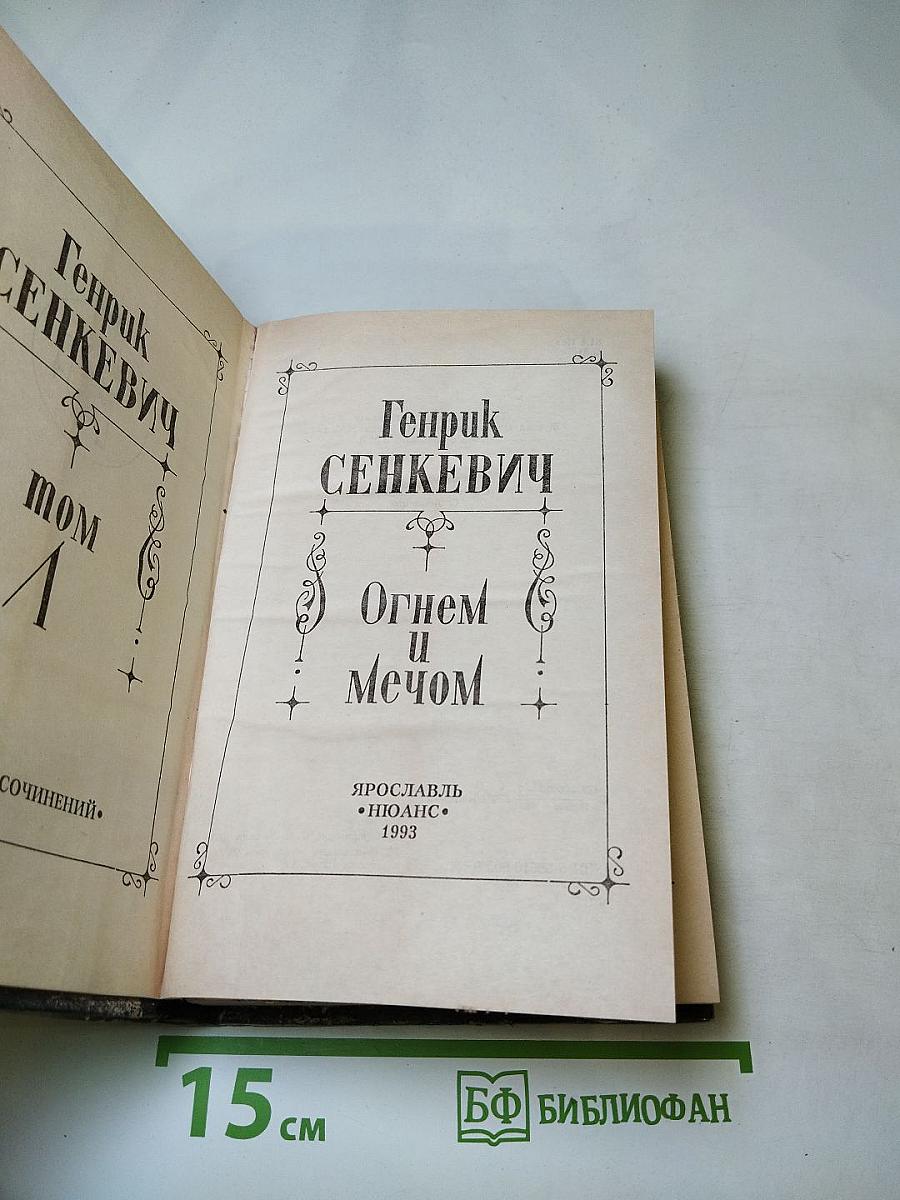 Генрик
СЕНКЕВИЧ
том
1
СОЧИНЕНИЙ•
Генрик
СЕНКЕВИЧ
Огнем
и
мечом
ЯРОСЛАВЛЬ
•НЮАНС•
1993
15 см
БФ БИБЛИОФАН